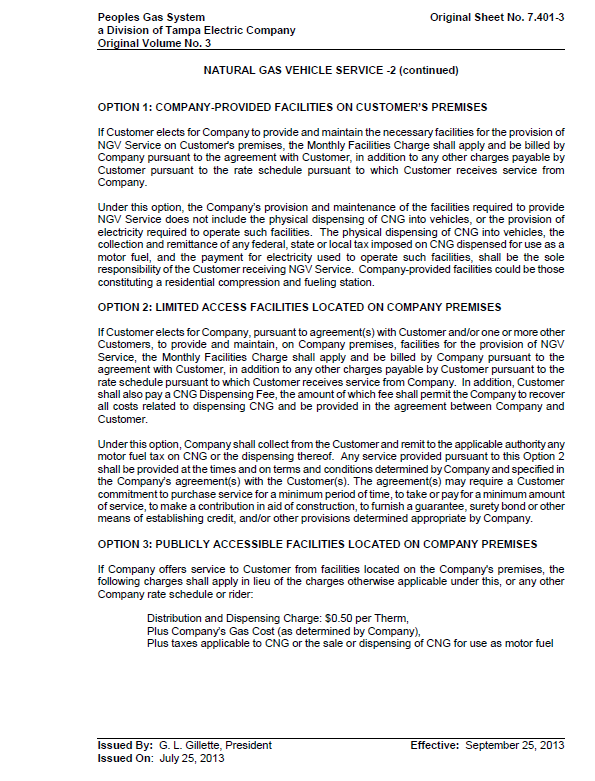 Peoples Gas System
Original Sheet No. 7.401-3
a Division of Tampa Electric Company
Original Volume No. 3
NATURAL GAS VEHICLE SERVICE -2 (continued)
OPTION 1: COMPANY-PROVIDED FACILITIES ON CUSTOMER'S PREMISES
If Customer elects for Company to provide and maintain the necessary facilities for the provision of
NGV Service on Customer's premises, the Monthly Facilities Charge shall apply and be billed by
Company pursuant to the agreement with Customer, in addition to any other charges payable by
Customer pursuant to the rate schedule pursuant to which Customer receives service from
Company.
Under this option, the Company's provision and maintenance of the facilities required to provide
NGV Service does not include the physical dispensing of CNG into vehicles, or the provision of
electricity required to operate such facilities. The physical dispensing of CNG into vehicles, the
collection and remittance of any federal, state or local tax imposed on CNG dispensed for use as a
motor fuel, and the payment for electricity used to operate such facilities, shall be the sole
responsibility of the Customer receiving NGV Service. Company-provided facilities could be those
constituting a residential compression and fueling station.
OPTION 2: LIMITED ACCESS FACILITIES LOCATED ON COMPANY PREMISES
If Customer elects for Company, pursuant to agreement(s) with Customer and/or one or more other
Customers, to provide and maintain, on Company premises, facilities for the provision of NGV
Service, the Monthly Facilities Charge shall apply and be billed by Company pursuant to the
agreement with Customer, in addition to any other charges payable by Customer pursuant to the
rate schedule pursuant to which Customer receives service from Company. In addition, Customer
shall also pay a CNG Dispensing Fee, the amount of which fee shall permit the Company to recover
all costs related to dispensing CNG and be provided in the agreement between Company and
Customer.
Under this option, Company shall collect from the Customer and remit to the applicable authority any
motor fuel tax on CNG or the dispensing thereof. Any service provided pursuant to this Option 2
shall be provided at the times and on terms and conditions determined by Company and specified in
the Company's agreement(s) with the Customer(s). The agreement(s) may require a Customer
commitment to purchase service for a minimum period of time, to take or pay for a minimum amount
of service, to make a contribution in aid of construction, to furnish a guarantee, surety bond or other
means of establishing credit, and/or other provisions determined appropriate by Company.
OPTION 3: PUBLICLY ACCESSIBLE FACILITIES LOCATED ON COMPANY PREMISES
If Company offers service to Customer from facilities located on the Company's premises, the
following charges shall apply in lieu of the charges otherwise applicable under this, or any other
Company rate schedule or rider:
Distribution and Dispensing Charge: $0.50 per Therm,
Plus Company's Gas Cost (as determined by Company),
Plus taxes applicable to CNG or the sale or dispensing of CNG for use as motor fuel
Issued By: G. L. Gillette, President
Effective: September 25, 2013
Issued On: July 25, 2013